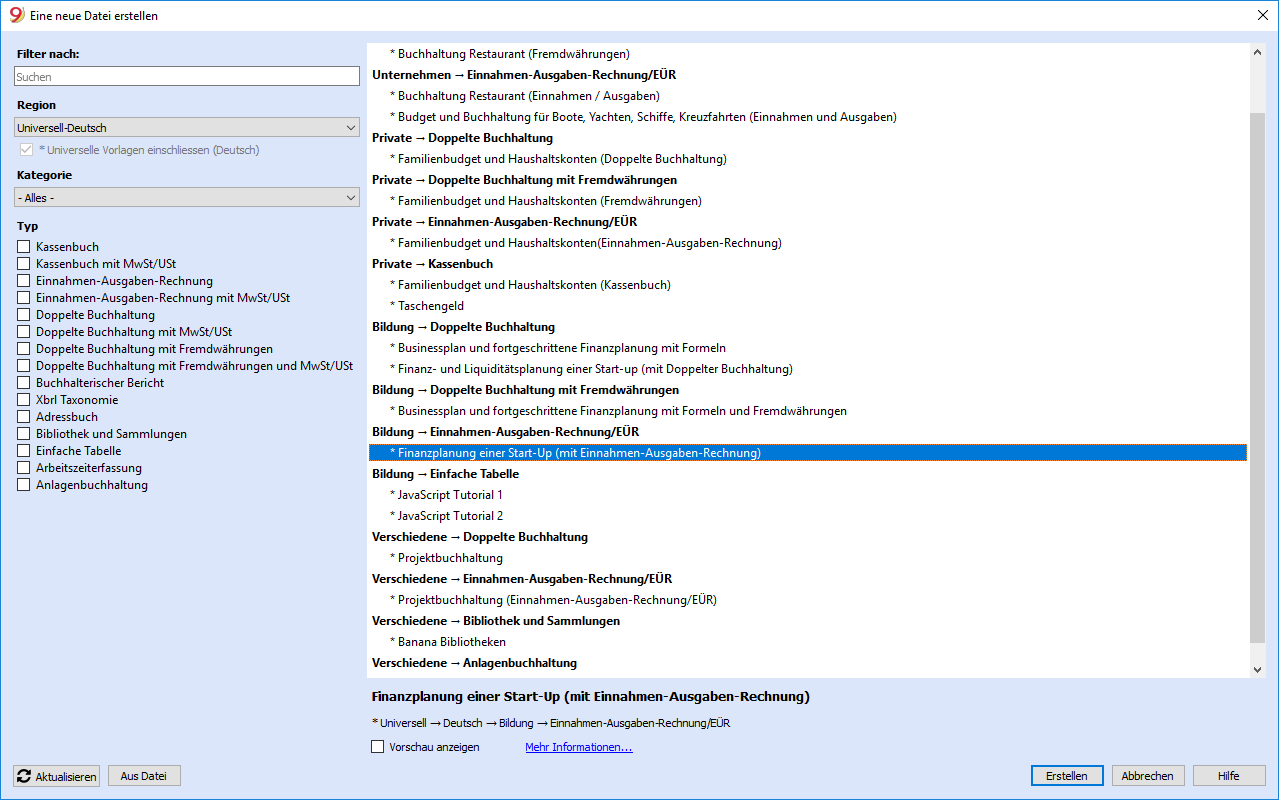 Eine neue Datei erstellen
Filter nach:
Suchen
Region
Universell-Deutsch
* Universelle Vorlagen einschliessen (Deutsch)
Kategorie
- Alles -
Typ
Kassenbuch
Kassenbuch mit MwSt/USt
Einnahmen-Ausgaben-Rechnung
Einnahmen-Ausgaben-Rechnung mit MwSt/USt
Doppelte Buchhaltung
Doppelte Buchhaltung mit MwSt/USt
Doppelte Buchhaltung mit Fremdwährungen
Doppelte Buchhaltung mit Fremdwährungen und MwSt/USt
Buchhalterischer Bericht
Xbrl Taxonomie
Adressbuch
Bibliothek und Sammlungen
Einfache Tabelle
Arbeitszeiterfassung
Anlagenbuchhaltung
* Buchhaltung Restaurant (Fremdwährungen)
Unternehmen → Einnahmen-Ausgaben-Rechnung/EÜR
* Buchhaltung Restaurant (Einnahmen / Ausgaben)
* Budget und Buchhaltung für Boote, Yachten, Schiffe, Kreuzfahrten (Einnahmen und Ausgaben)
Private → Doppelte Buchhaltung
* Familienbudget und Haushaltskonten (Doppelte Buchhaltung)
Private → Doppelte Buchhaltung mit Fremdwährungen
* Familienbudget und Haushaltskonten (Fremdwährungen)
Private → Einnahmen-Ausgaben-Rechnung/EÜR
* Familienbudget und Haushaltskonten(Einnahmen-Ausgaben-Rechnung)
Private → Kassenbuch
* Familienbudget und Haushaltskonten (Kassenbuch)
* Taschengeld
Bildung → Doppelte Buchhaltung
* Businessplan und fortgeschrittene Finanzplanung mit Formeln
* Finanz- und Liquiditätsplanung einer Start-up (mit Doppelter Buchhaltung)
Bildung → Doppelte Buchhaltung mit Fremdwährungen
* Businessplan und fortgeschrittene Finanzplanung mit Formeln und Fremdwährungen
Bildung → Einnahmen-Ausgaben-Rechnung/EÜR
* Finanzplanung einer Start-Up (mit Einnahmen-Ausgaben-Rechnung)
Bildung → Einfache Tabelle
* JavaScript Tutorial 1
* JavaScript Tutorial 2
Verschiedene → Doppelte Buchhaltung
* Projektbuchhaltung
Verschiedene → Einnahmen-Ausgaben-Rechnung/EÜR
* Projektbuchhaltung (Einnahmen-Ausgaben-Rechnung/EÜR)
Verschiedene → Bibliothek und Sammlungen
* Banana Bibliotheken
Verschiedene → Anlagenbuchhaltung
Finanzplanung einer Start-Up (mit Einnahmen-Ausgaben-Rechnung)
* Universell → Deutsch → Bildung → Einnahmen-Ausgaben-Rechnung/EÜR
Vorschau anzeigen Mehr Informationen...
Aktualisieren Aus Datei Erstellen Abbrechen Hilfe